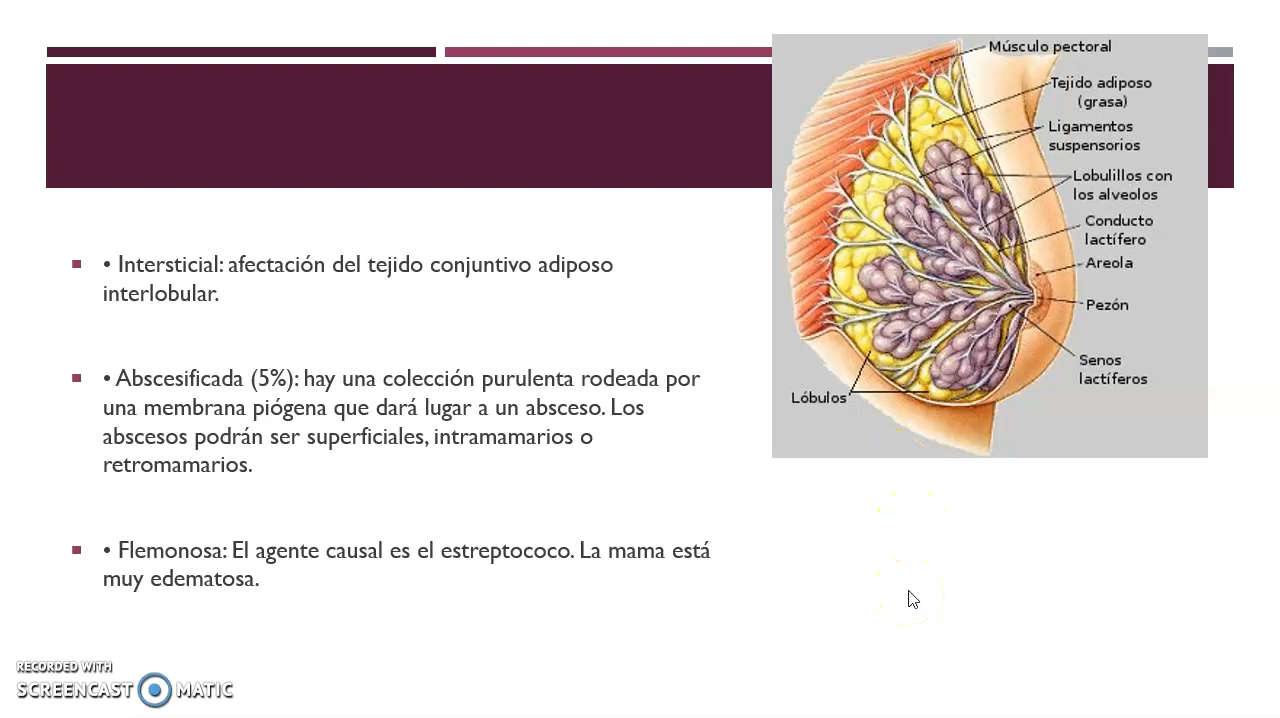 • Intersticial: afectación del tejido conjuntivo adiposo
interlobular.
• Abscesificada (5%): hay una colección purulenta rodeada por
una membrana piógena que dará lugar a un absceso. Los
abscesos podrán ser superficiales, intramamarios o
retromamarios.
• Flemonosa: El agente causal es el estreptococo. La mama está
muy edematosa.
Músculo pectoral
Tejido adiposo
(grasa)
Ligamentos
suspensorios
Lobulillos con
los alveolos
Conducto
lactífero
Areola
Pezón
Senos
lactíferos
Lóbulos
RECORDED WITH
SCREENCAST MATIC